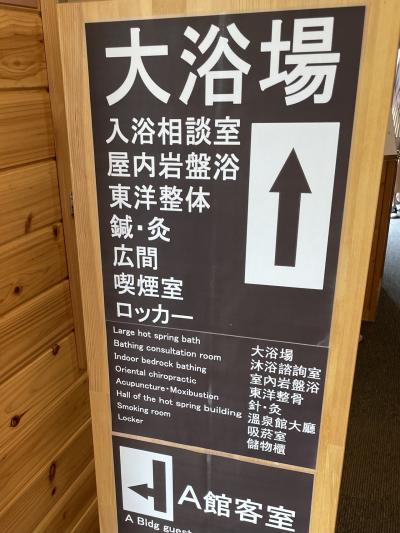 大浴場
入浴相談室
屋内岩盤浴
東洋整体
鍼・灸
広間
喫煙室
ロッカー
Large hot spring bath
Bathing consultation room
Indoor bedrock bathing
Oriental chiropractic
Acupuncture・Moxibustion
Hall of the hot spring building
Smoking room
Locker
大浴場
沐浴諮詢室
室內岩盤浴
東洋整骨
針・灸
溫泉館大廳
吸菸室
儲物櫃
A館客室
A Bldg guest